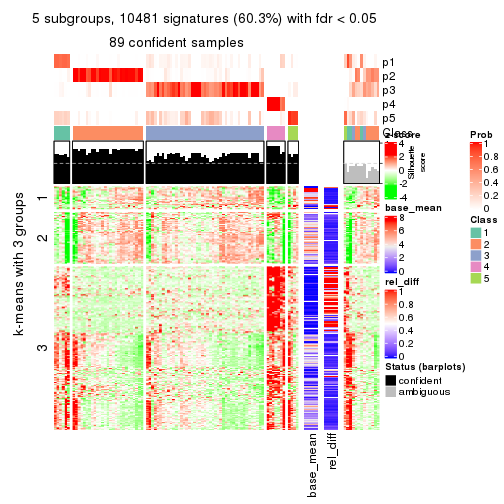 5 subgroups, 10481 signatures (60.3%) with fdr < 0.05
89 confident samples
p1
p2
p3
p4
p5
Class
z-score
4
2
0
-2
-4
Silhouette
score
base_mean
8
6
4
2
0
rel_diff
1
0.8
0.6
0.4
0.2
0
Status (barplots)
confident
ambiguous
Prob
1
0.8
0.6
0.4
0.2
0
Class
1
2
3
4
5
k-means with 3 groups
1
2
3
base_mean
rel_diff